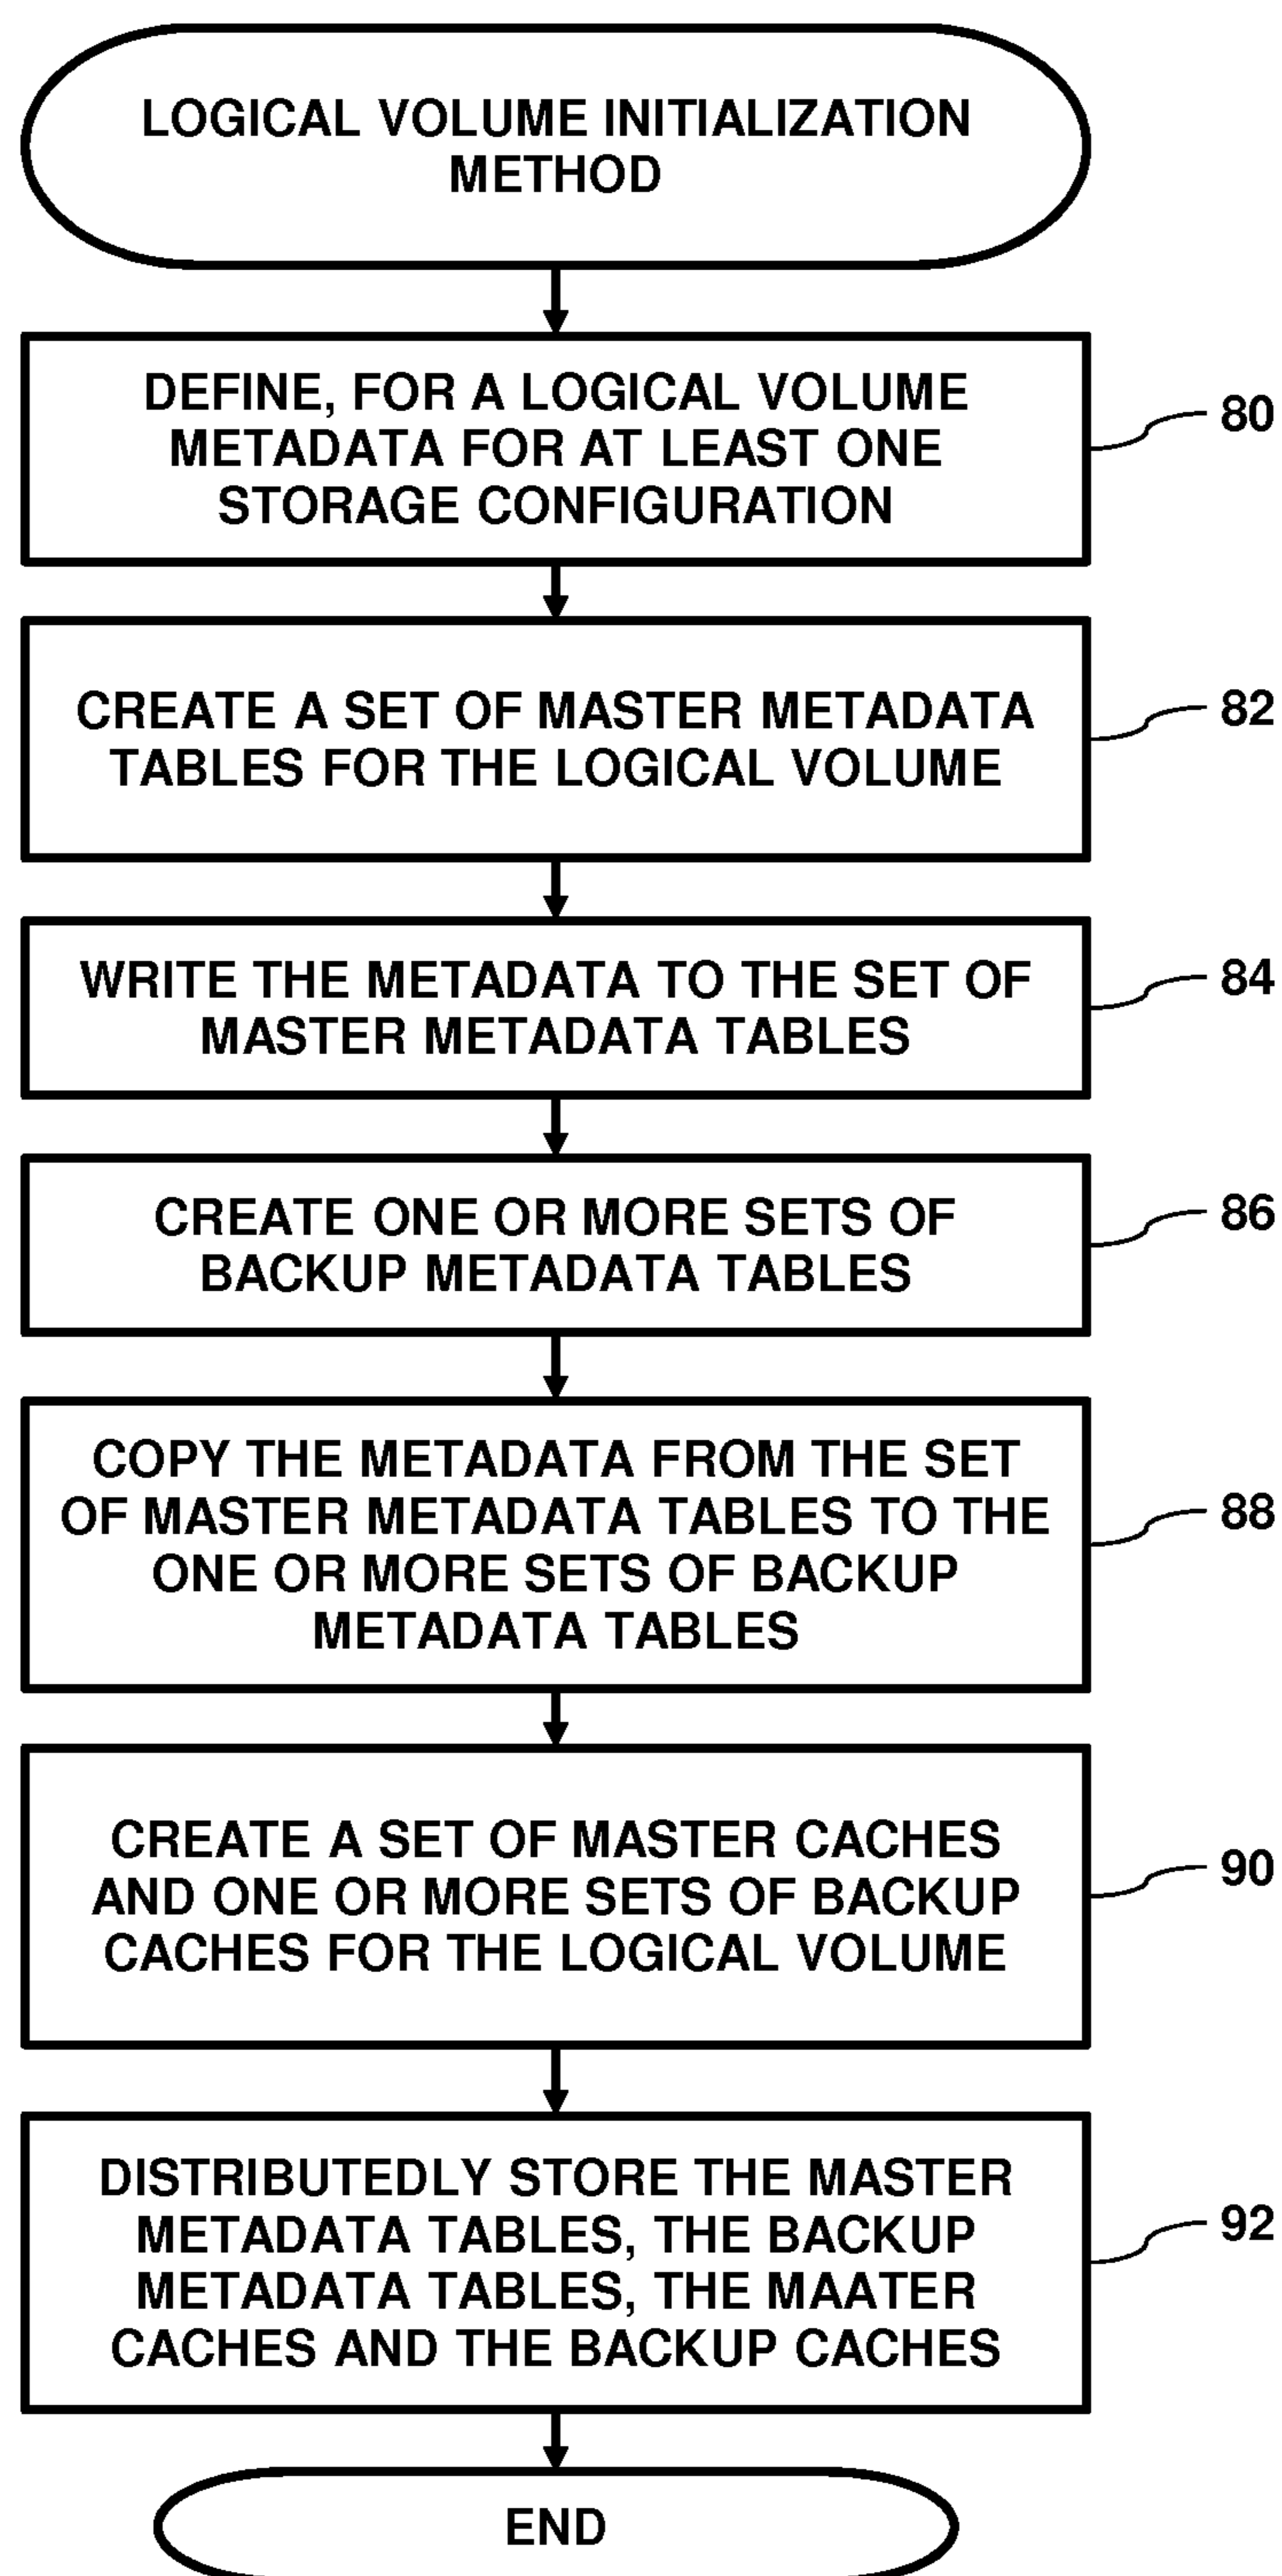 LOGICAL VOLUME INITIALIZATION
METHOD
DEFINE, FOR A LOGICAL VOLUME
METADATA FOR AT LEAST ONE
STORAGE CONFIGURATION
80
CREATE A SET OF MASTER METADATA
TABLES FOR THE LOGICAL VOLUME
82
WRITE THE METADATA TO THE SET OF
MASTER METADATA TABLES
84
CREATE ONE OR MORE SETS OF
BACKUP METADATA TABLES
86
COPY THE METADATA FROM THE SET
OF MASTER METADATA TABLES TO THE
ONE OR MORE SETS OF BACKUP
METADATA TABLES
88
CREATE A SET OF MASTER CACHES
AND ONE OR MORE SETS OF BACKUP
CACHES FOR THE LOGICAL VOLUME
90
DISTRIBUTEDLY STORE THE MASTER
METADATA TABLES, THE BACKUP
METADATA TABLES, THE MAATER
CACHES AND THE BACKUP CACHES
92
END